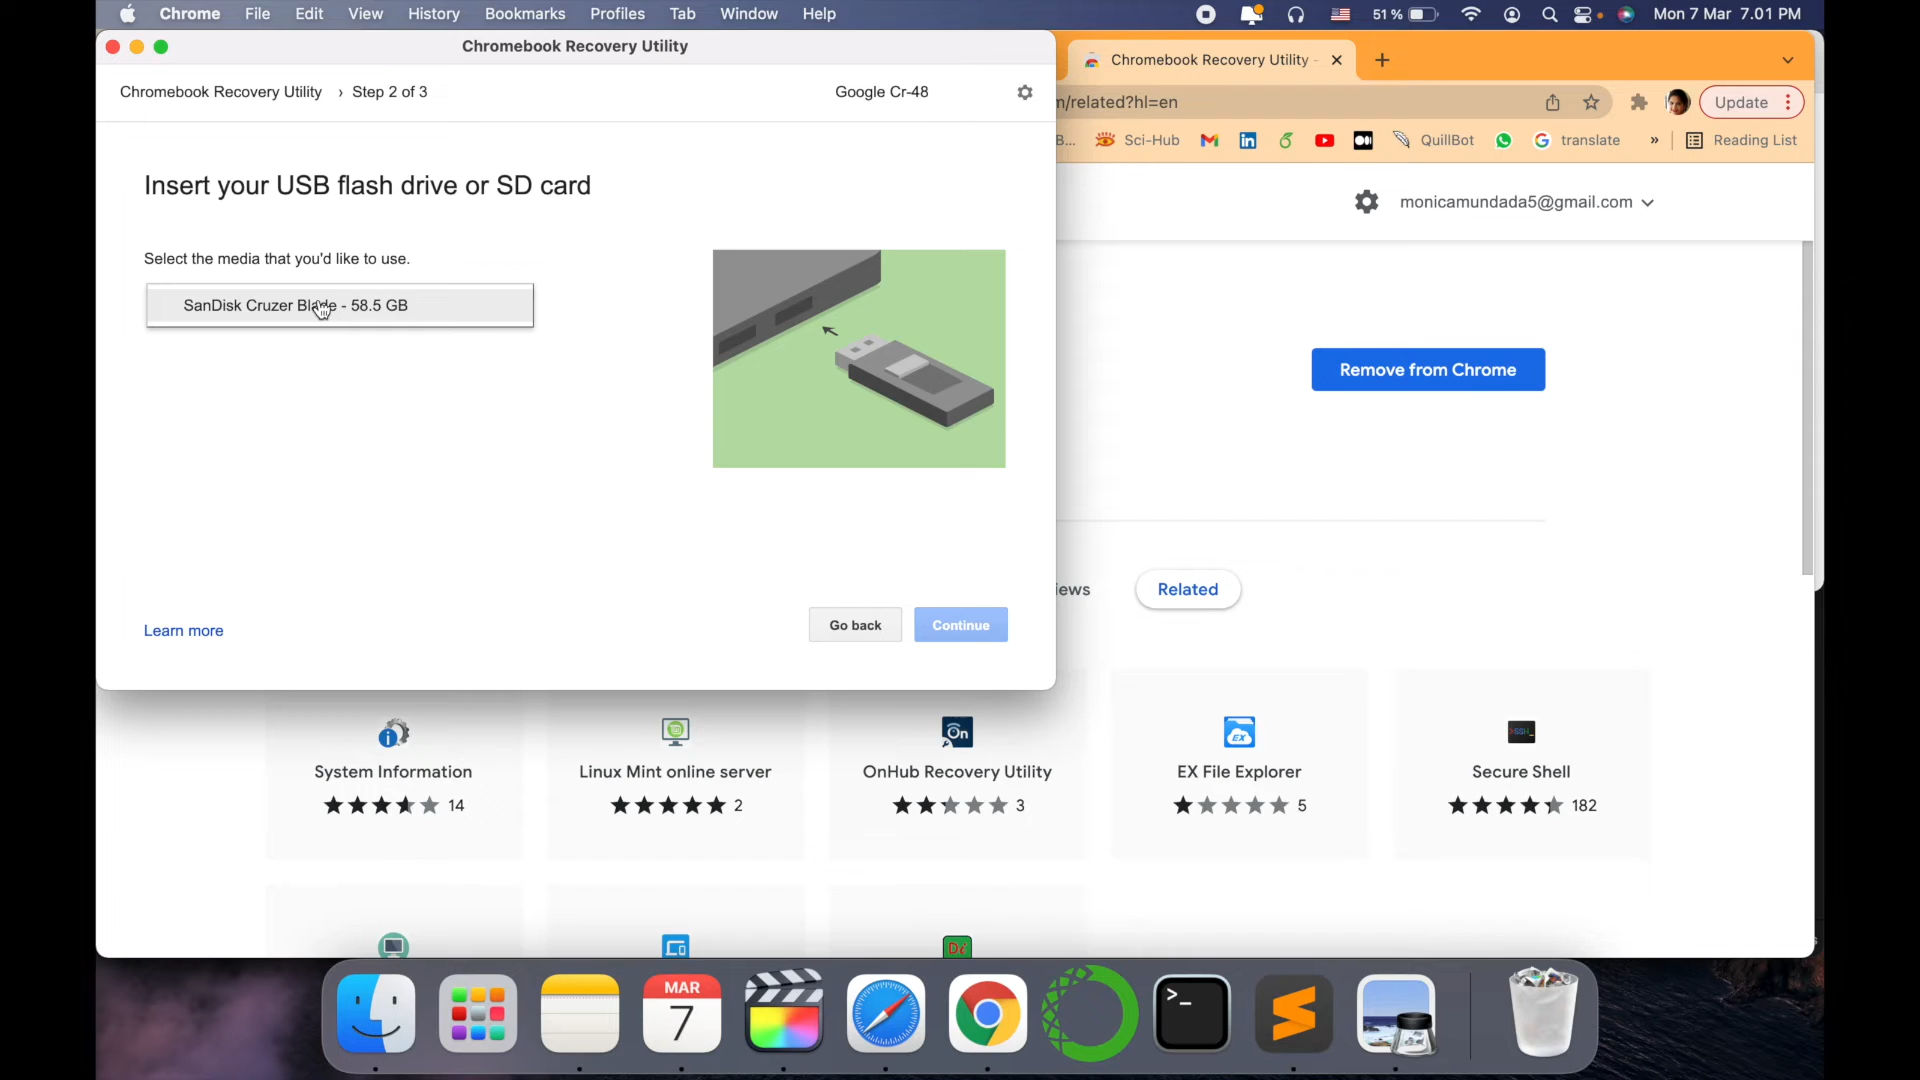 Chrome File Edit View History Bookmarks Profiles Tab Window Help 51 % Mon 7 Mar 7.01 PM
Chromebook Recovery Utility
Chromebook Recovery Utility › Step 2 of 3 Google Cr-48
Insert your USB flash drive or SD card
Select the media that you'd like to use.
SanDisk Cruzer Blade - 58.5 GB
Learn more
Go back
Continue
Chromebook Recovery Utility -
m/related?hl=en
Update
B... Sci-Hub QuillBot translate » Reading List
monicamundada5@gmail.com
Remove from Chrome
iews
Related
System Information
14
Linux Mint online server
2
On
OnHub Recovery Utility
3
EX
EX File Explorer
5
SSH_
Secure Shell
182
MAR
7
>_